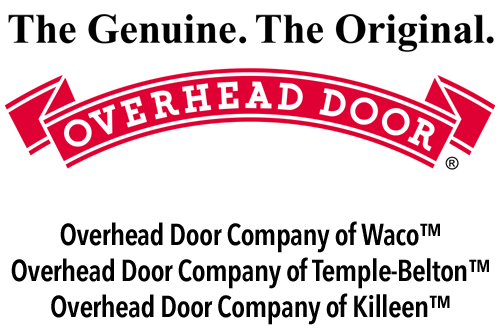 The Genuine. The Original.
OVERHEAD DOOR
®
Overhead Door Company of Waco™
Overhead Door Company of Temple-Belton™
Overhead Door Company of Killeen™